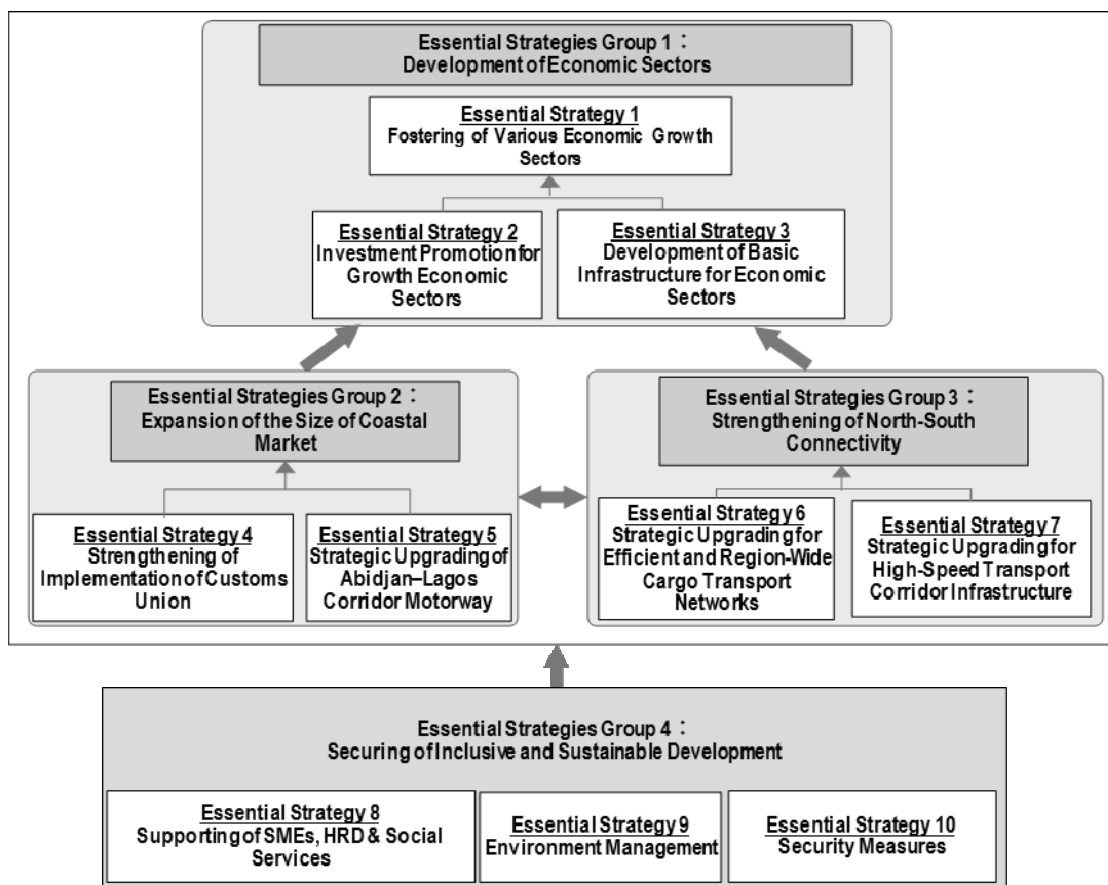 Essential Strategies Group 1：
Development of Economic Sectors
Essential Strategy 1
Fostering of Various Economic Growth
Sectors
Essential Strategy 2
Investment Promotion for
Growth Economic
Sectors
Essential Strategy 3
Development of Basic
Infrastructure for Economic
Sectors
Essential Strategies Group 2：
Expansion of the Size of Coastal
Market
Essential Strategies Group 3：
Strengthening of North-South
Connectivity
Essential Strategy 4
Strengthening of
Implementation of Customs
Union
Essential Strategy 5
Strategic Upgrading of
Abidjan–Lagos
Corridor Motorway
Essential Strategy 6
Strategic Upgrading for
Efficient and Region-Wide
Cargo Transport
Networks
Essential Strategy 7
Strategic Upgrading for
High-Speed Transport
Corridor Infrastructure
Essential Strategies Group 4：
Securing of Inclusive and Sustainable Development
Essential Strategy 8
Supporting of SMEs, HRD & Social
Services
Essential Strategy 9
Environment Management
Essential Strategy 10
Security Measures